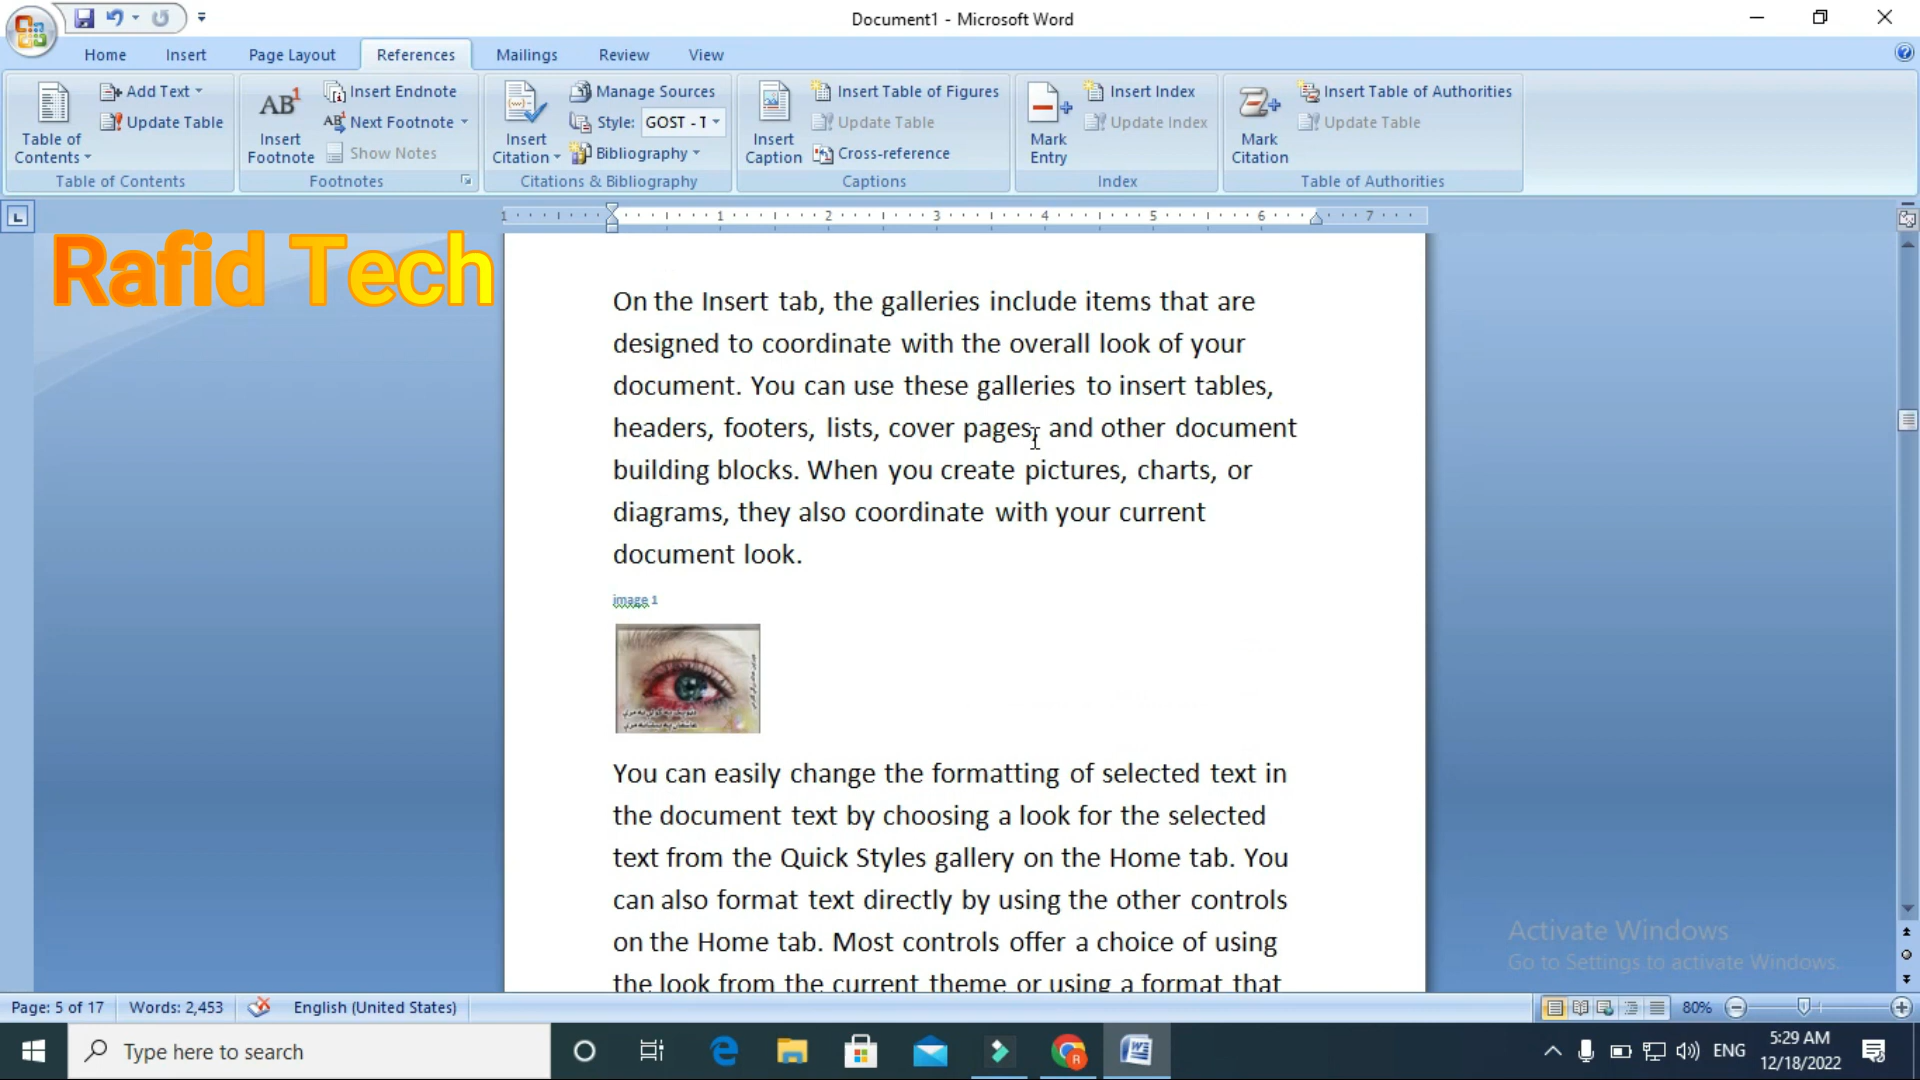 Document1 - Microsoft Word
Home Insert Page Layout References Mailings Review View
Table of Contents
Add Text
Update Table
Table of Contents
AB1 Insert Footnote
Insert Endnote
AB1 Next Footnote
Show Notes
Footnotes
Insert Citation
Manage Sources
Style: GOST - T
Bibliography
Citations & Bibliography
Insert Caption
Insert Table of Figures
Update Table
Cross-reference
Captions
Mark Entry
Insert Index
Update Index
Index
Mark Citation
Insert Table of Authorities
Update Table
Table of Authorities
L
1 1 2 3 4 5 6 7
Rafid Tech
On the Insert tab, the galleries include items that are
designed to coordinate with the overall look of your
document. You can use these galleries to insert tables,
headers, footers, lists, cover pages, and other document
building blocks. When you create pictures, charts, or
diagrams, they also coordinate with your current
document look.
image 1
You can easily change the formatting of selected text in
the document text by choosing a look for the selected
text from the Quick Styles gallery on the Home tab. You
can also format text directly by using the other controls
on the Home tab. Most controls offer a choice of using
the look from the current theme or using a format that
Activate Windows
Go to Settings to activate Windows.
Page: 5 of 17 Words: 2,453 English (United States) 80%
Type here to search
ENG
5:29 AM
12/18/2022